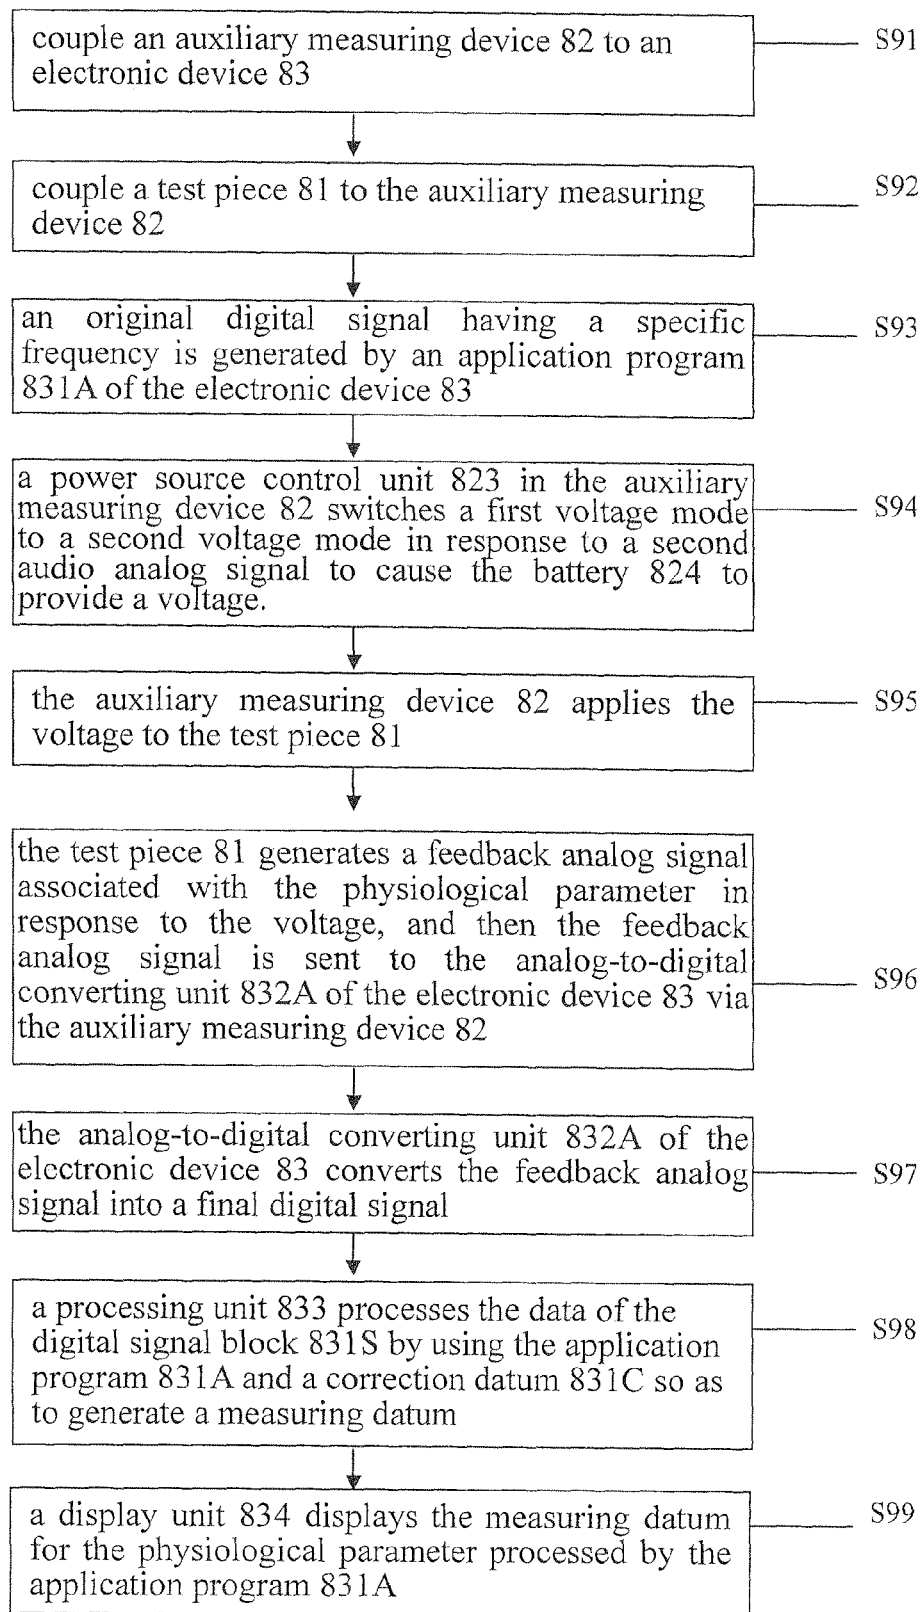 couple an auxiliary measuring device 82 to an
electronic device 83
S91
couple a test piece 81 to the auxiliary measuring
device 82
S92
an original digital signal having a specific
frequency is generated by an application program
831A of the electronic device 83
S93
a power source control unit 823 in the auxiliary
measuring device 82 switches a first voltage mode
to a second voltage mode in response to a second
audio analog signal to cause the battery 824 to
provide a voltage.
S94
the auxiliary measuring device 82 applies the
voltage to the test piece 81
S95
the test piece 81 generates a feedback analog signal
associated with the physiological parameter in
response to the voltage, and then the feedback
analog signal is sent to the analog-to-digital
converting unit 832A of the electronic device 83 via
the auxiliary measuring device 82
S96
the analog-to-digital converting unit 832A of the
electronic device 83 converts the feedback analog
signal into a final digital signal
S97
a processing unit 833 processes the data of the
digital signal block 831S by using the application
program 831A and a correction datum 831C so as
to generate a measuring datum
S98
a display unit 834 displays the measuring datum
for the physiological parameter processed by the
application program 831A
S99